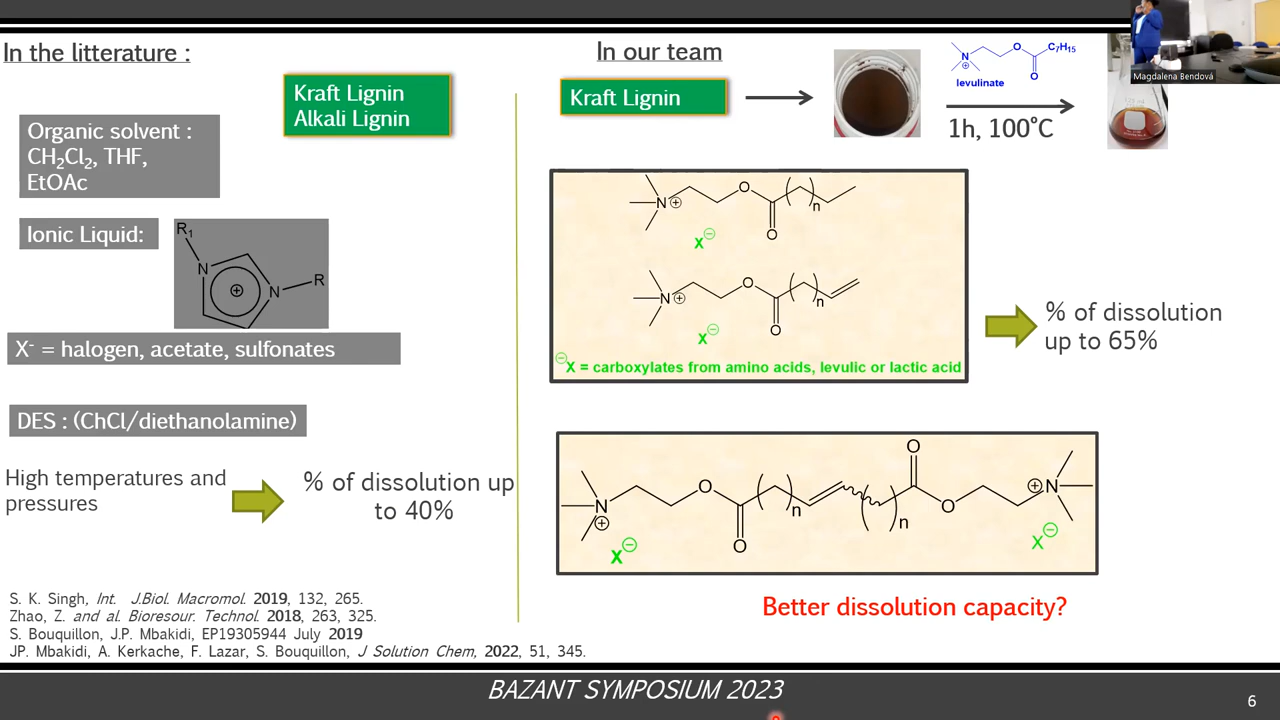 In the litterature :
Kraft Lignin
Alkali Lignin
Organic solvent :
CH₂Cl₂, THF,
EtOAc
Ionic Liquid:
R₁
N
⊕
N
R
X⁻ = halogen, acetate, sulfonates
DES : (ChCl/diethanolamine)
High temperatures and
pressures
% of dissolution up
to 40%
In our team
Kraft Lignin
N
⊕
O
C₇H₁₅
O
levulinate
1h, 100°C
Magdalena Bendová
N⊕
O
O
n
X⊖
N⊕
O
O
n
X⊖
⊖X = carboxylates from amino acids, levulic or lactic acid
% of dissolution
up to 65%
N
⊕
O
O
n
n
O
O
⊕N
X⊖
X⊖
Better dissolution capacity?
S. K. Singh, Int. J.Biol. Macromol. 2019, 132, 265.
Zhao, Z. and al. Bioresour. Technol. 2018, 263, 325.
S. Bouquillon, J.P. Mbakidi, EP19305944 July 2019
JP. Mbakidi, A. Kerkache, F. Lazar, S. Bouquillon, J Solution Chem, 2022, 51, 345.
BAZANT SYMPOSIUM 2023
6